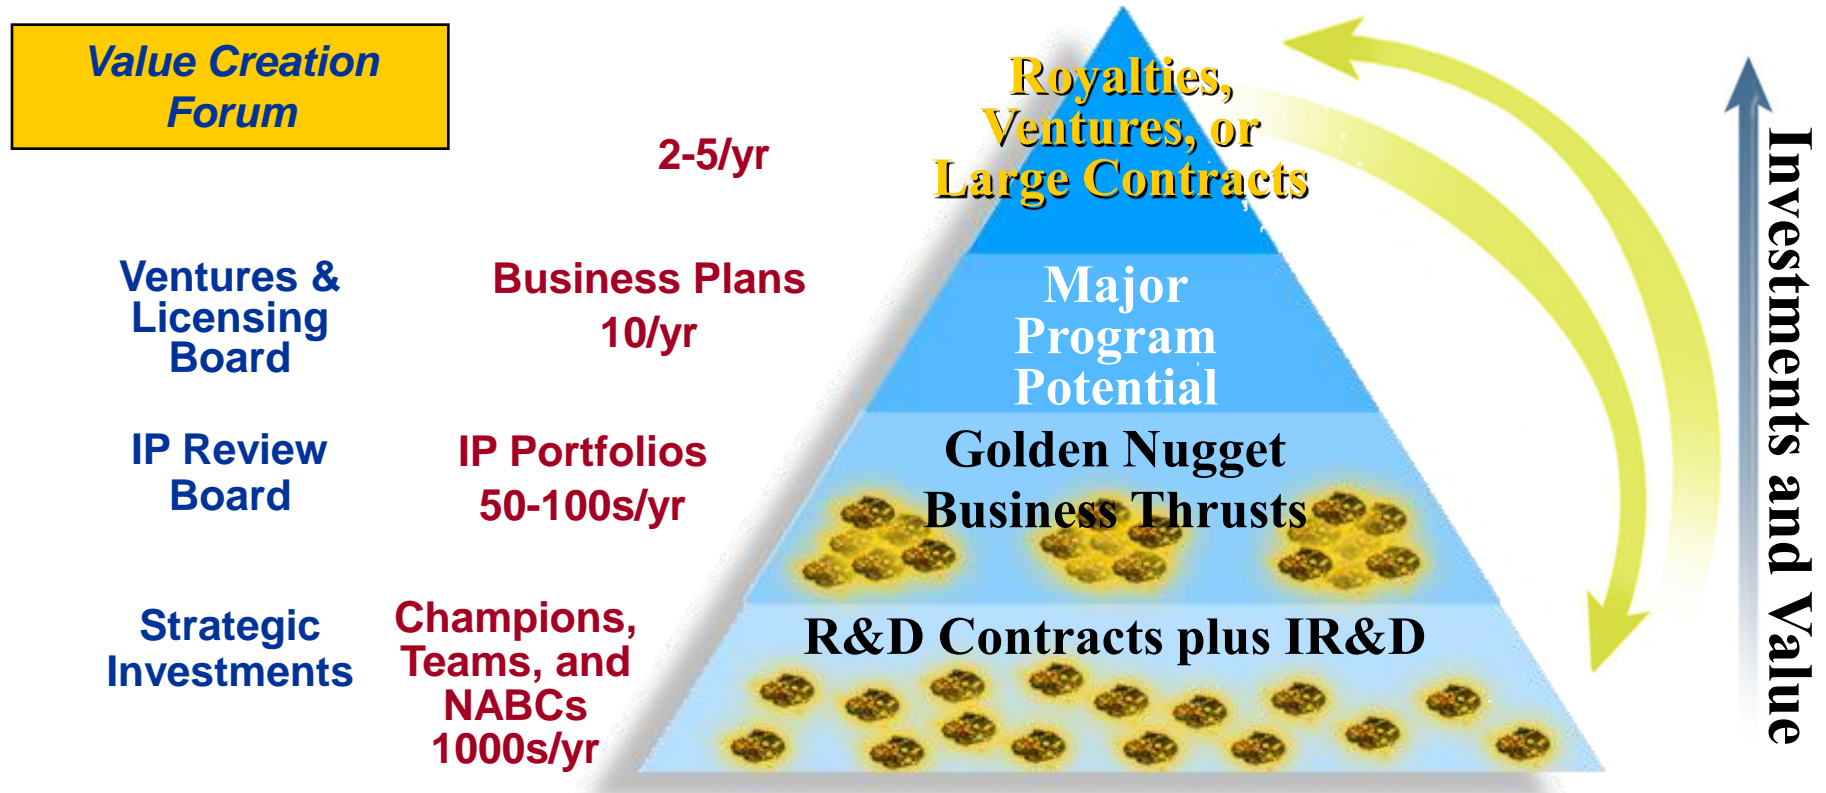 Value Creation
Forum
2-5/yr
Royalties,
Ventures, or
Large Contracts
Ventures &
Licensing
Board
Business Plans
10/yr
Major
Program
Potential
IP Review
Board
IP Portfolios
50-100s/yr
Golden Nugget
Business Thrusts
Strategic
Investments
Champions,
Teams, and
NABCs
1000s/yr
R&D Contracts plus IR&D
Investments and Value